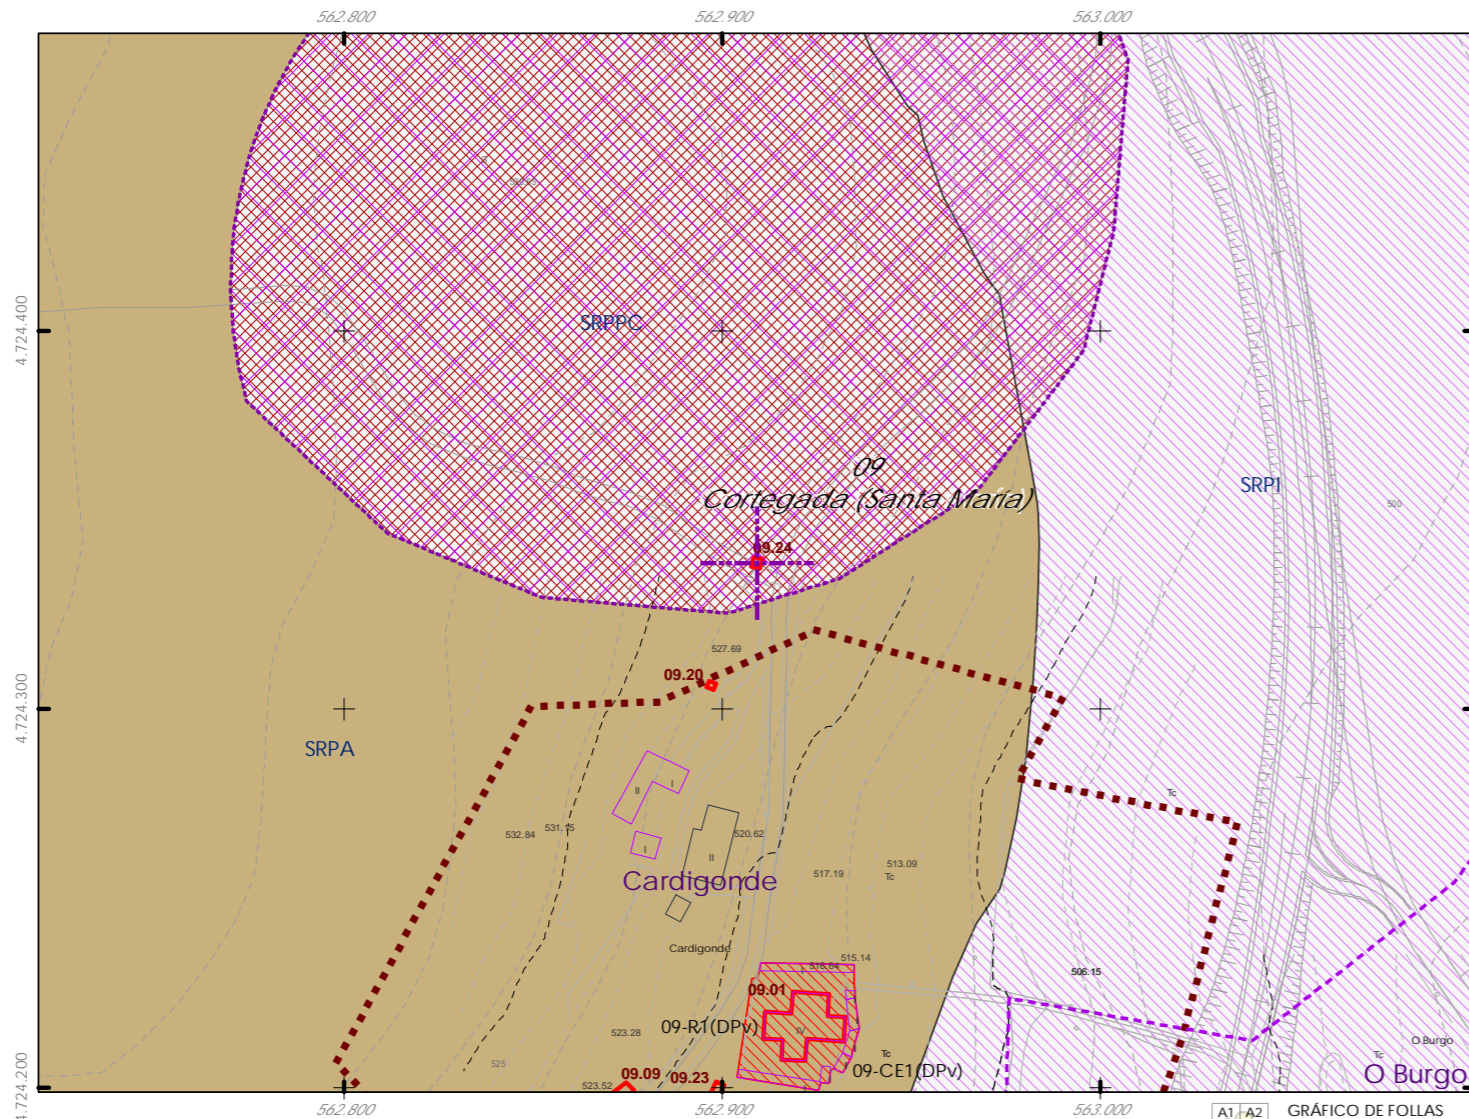 562.800 562.900 563.000
4.724.400
SRPPC
09
Cortegada (Santa María)
SRPI
500
09.24
527.69
09.20
4.724.300
SRPA
Tc
II I
532.84 531.15 520.62
I
II
513.09
517.19 Tc
Cardigonde
Cardigonde
515.14
516.64
506.15
09.01
09-R1(DPv) IV
523.28
O Burgo
525
Tc
Tc
09-CE1(DPv)
O Burgo
09.09 09.23
523.52
4.724.200
562.800 562.900 563.000
A1 A2 GRÁFICO DE FOLLAS